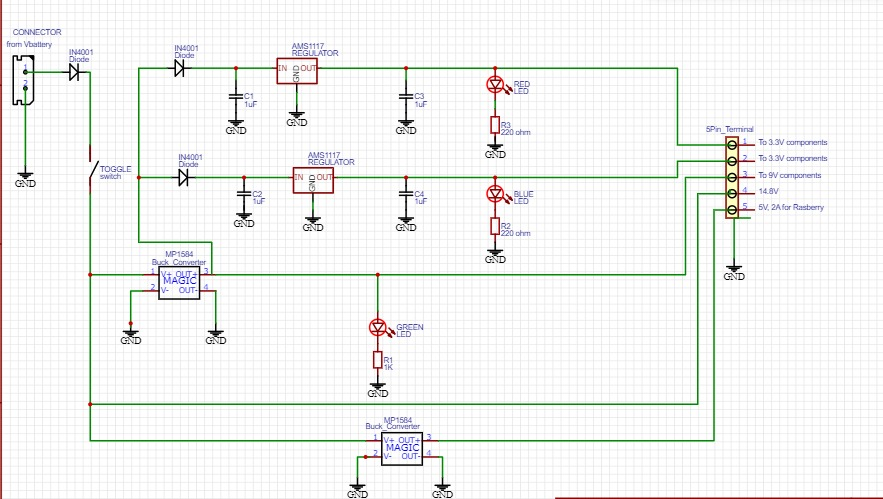 CONNECTOR
from Vbattery
1
2
IN4001
Diode
GND
TOGGLE
switch
IN4001
Diode
C1
1uF
GND
AMS1117
REGULATOR
IN
OUT
GND
GND
C3
1uF
GND
RED
LED
R3
220 ohm
GND
IN4001
Diode
C2
1uF
GND
AMS1117
REGULATOR
IN
OUT
GND
GND
C4
1uF
GND
BLUE
LED
R2
220 ohm
GND
5Pin_Terminal
1 To 3.3V components
2 To 3.3V components
3 To 9V components
4 14.8V
5 5V, 2A for Rasberry
GND
MP1584
Buck_Converter
1 V+ OUT+ 3
MAGIC
2 V- OUT- 4
GND
GND
GREEN
LED
R1
1K
GND
MP1584
Buck_Converter
1 V+ OUT+ 3
MAGIC
2 V- OUT- 4
GND
GND